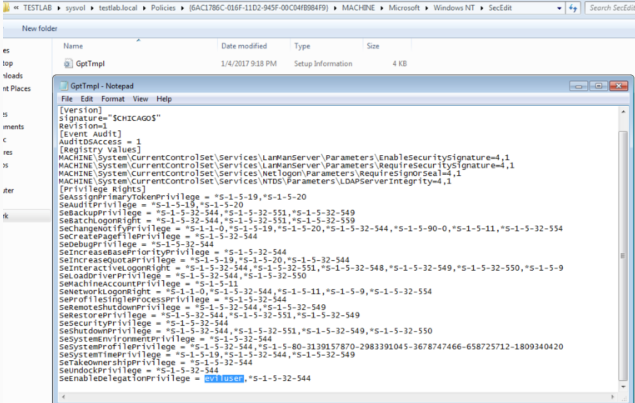 « TESTLAB ▸ sysvol ▸ testlab.local ▸ Policies ▸ {6AC1786C-016F-11D2-945F-00C04fB984F9} ▸ MACHINE ▸ Microsoft ▸ Windows NT ▸ SecEdit
Search SecEdit
New folder
Name Date modified Type Size
GptTmpl 1/4/2017 9:18 PM Setup Information 4 KB
GptTmpl - Notepad
File Edit Format View Help
[Version]
signature="$CHICAGO$"
Revision=1
[Event Audit]
AuditDSAccess = 1
[Registry Values]
MACHINE\System\CurrentControlSet\Services\LanManServer\Parameters\EnableSecuritySignature=4,1
MACHINE\System\CurrentControlSet\Services\LanManServer\Parameters\RequireSecuritySignature=4,1
MACHINE\System\CurrentControlSet\Services\Netlogon\Parameters\RequireSignOrSeal=4,1
MACHINE\System\CurrentControlSet\Services\NTDS\Parameters\LDAPServerIntegrity=4,1
[Privilege Rights]
SeAssignPrimaryTokenPrivilege = *S-1-5-19,*S-1-5-20
SeAuditPrivilege = *S-1-5-19,*S-1-5-20
SeBackupPrivilege = *S-1-5-32-544,*S-1-5-32-551,*S-1-5-32-549
SeBatchLogonRight = *S-1-5-32-544,*S-1-5-32-551,*S-1-5-32-559
SeChangeNotifyPrivilege = *S-1-1-0,*S-1-5-19,*S-1-5-20,*S-1-5-32-544,*S-1-5-90-0,*S-1-5-11,*S-1-5-32-554
SeCreatePagefilePrivilege = *S-1-5-32-544
SeDebugPrivilege = *S-1-5-32-544
SeIncreaseBasePriorityPrivilege = *S-1-5-32-544
SeIncreaseQuotaPrivilege = *S-1-5-19,*S-1-5-20,*S-1-5-32-544
SeInteractiveLogonRight = *S-1-5-32-544,*S-1-5-32-551,*S-1-5-32-548,*S-1-5-32-549,*S-1-5-32-550,*S-1-5-9
SeLoadDriverPrivilege = *S-1-5-32-544,*S-1-5-32-550
SeMachineAccountPrivilege = *S-1-5-11
SeNetworkLogonRight = *S-1-1-0,*S-1-5-32-544,*S-1-5-11,*S-1-5-9,*S-1-5-32-554
SeProfileSingleProcessPrivilege = *S-1-5-32-544
SeRemoteShutdownPrivilege = *S-1-5-32-544,*S-1-5-32-549
SeRestorePrivilege = *S-1-5-32-544,*S-1-5-32-551,*S-1-5-32-549
SeSecurityPrivilege = *S-1-5-32-544
SeShutdownPrivilege = *S-1-5-32-544,*S-1-5-32-551,*S-1-5-32-549,*S-1-5-32-550
SeSystemEnvironmentPrivilege = *S-1-5-32-544
SeSystemProfilePrivilege = *S-1-5-32-544,*S-1-5-80-3139157870-2983391045-3678747466-658725712-1809340420
SeSystemTimePrivilege = *S-1-5-19,*S-1-5-32-544,*S-1-5-32-549
SeTakeOwnershipPrivilege = *S-1-5-32-544
SeUndockPrivilege = *S-1-5-32-544
SeEnableDelegationPrivilege = eviluser,*S-1-5-32-544